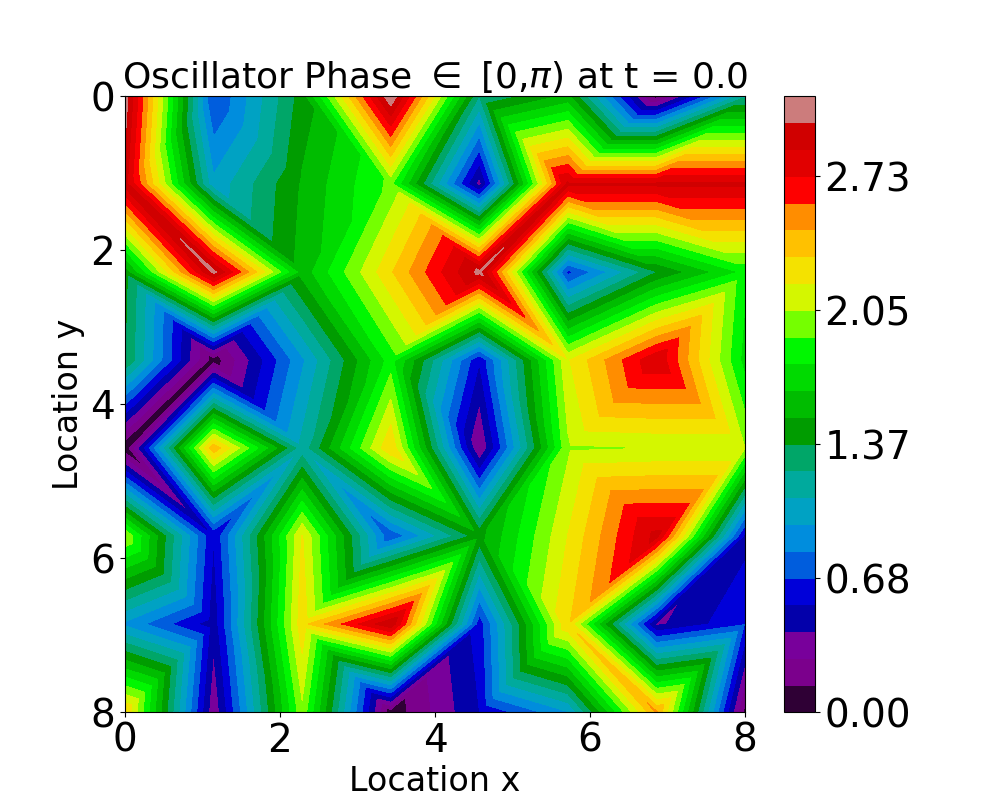 Oscillator Phase ∈ [0,π) at t = 0.0
0
2
4
6
8
Location y
0 2 4 6 8
Location x
2.73
2.05
1.37
0.68
0.00